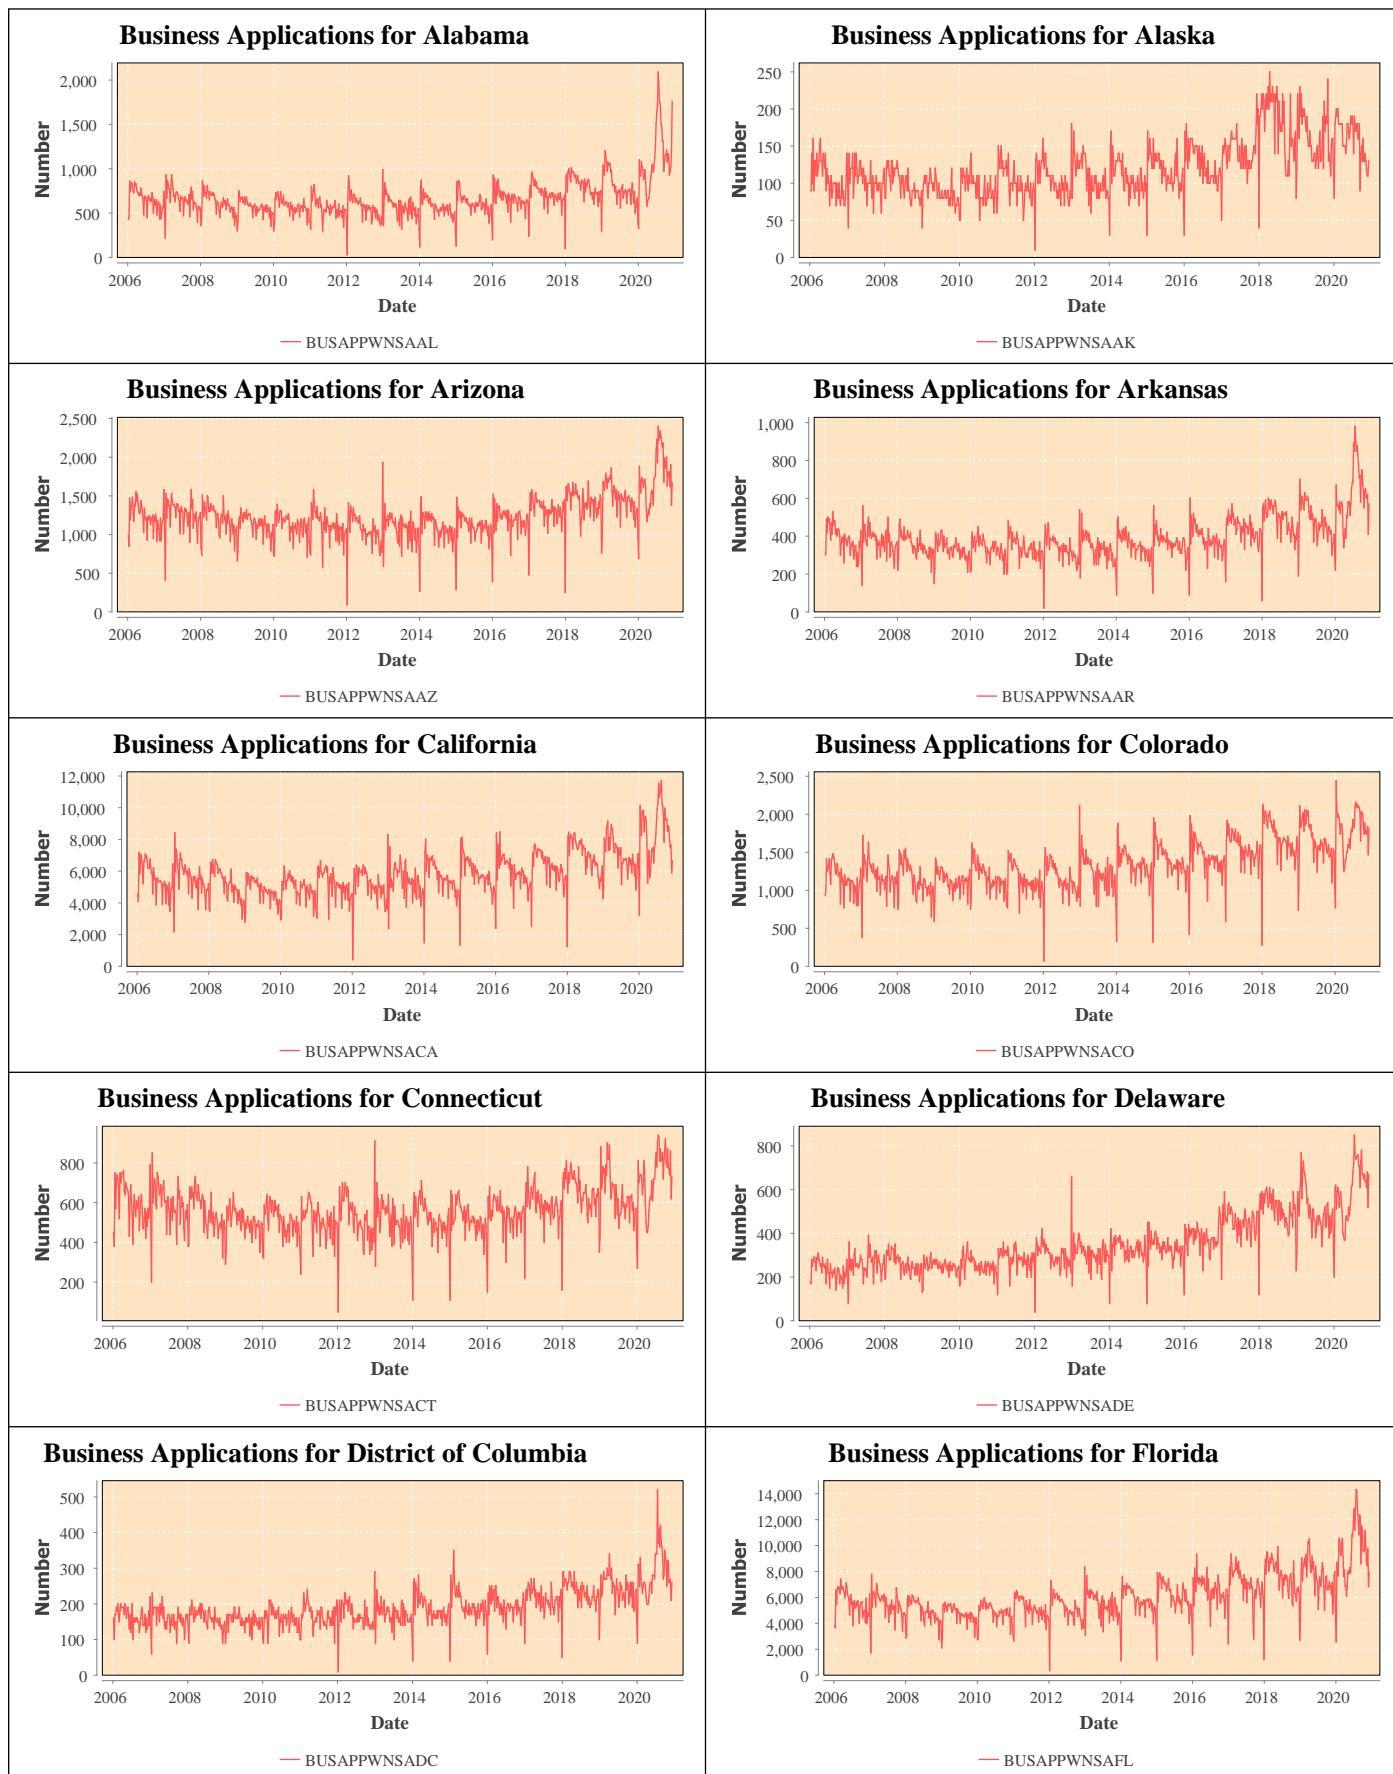 Business Applications for Alabama
Number
2,000
1,500
1,000
500
0
2006 2008 2010 2012 2014 2016 2018 2020
Date
BUSAPPWNSAAL
Business Applications for Alaska
Number
250
200
150
100
50
0
2006 2008 2010 2012 2014 2016 2018 2020
Date
BUSAPPWNSAAK
Business Applications for Arizona
Number
2,500
2,000
1,500
1,000
500
0
2006 2008 2010 2012 2014 2016 2018 2020
Date
BUSAPPWNSAAZ
Business Applications for Arkansas
Number
1,000
800
600
400
200
0
2006 2008 2010 2012 2014 2016 2018 2020
Date
BUSAPPWNSAAR
Business Applications for California
Number
12,000
10,000
8,000
6,000
4,000
2,000
0
2006 2008 2010 2012 2014 2016 2018 2020
Date
BUSAPPWNSACA
Business Applications for Colorado
Number
2,500
2,000
1,500
1,000
500
0
2006 2008 2010 2012 2014 2016 2018 2020
Date
BUSAPPWNSACO
Business Applications for Connecticut
Number
800
600
400
200
2006 2008 2010 2012 2014 2016 2018 2020
Date
BUSAPPWNSACT
Business Applications for Delaware
Number
800
600
400
200
0
2006 2008 2010 2012 2014 2016 2018 2020
Date
BUSAPPWNSADE
Business Applications for District of Columbia
Number
500
400
300
200
100
0
2006 2008 2010 2012 2014 2016 2018 2020
Date
BUSAPPWNSADC
Business Applications for Florida
Number
14,000
12,000
10,000
8,000
6,000
4,000
2,000
0
2006 2008 2010 2012 2014 2016 2018 2020
Date
BUSAPPWNSAFL